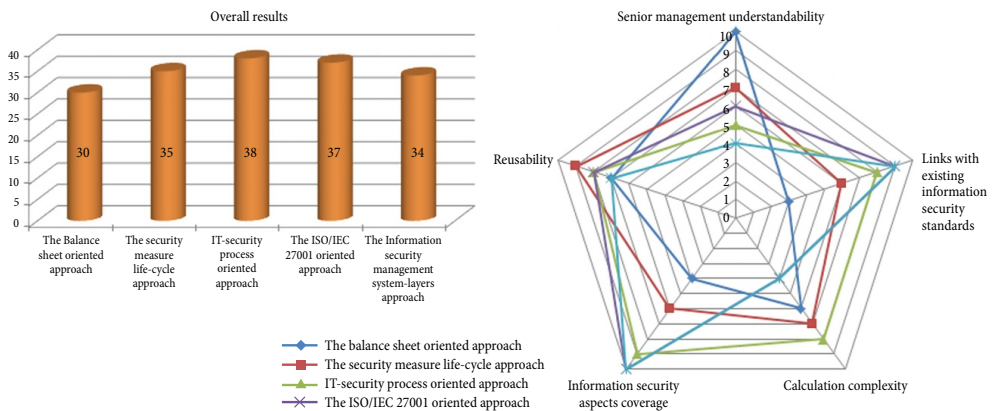 Overall results
40
35
30
25
20
15
10
5
0
30
35
38
37
34
The Balance
sheet oriented
approach
The security
measure
life-cycle
approach
IT-security
process
oriented
approach
The ISO/IEC
27001 oriented
approach
The Information
security
management
system-layers
approach
Senior management understandability
10
9
8
7
6
5
4
3
2
1
0
Reusability
Links with
existing
information
security
standards
Information security
aspects coverage
Calculation complexity
The balance sheet oriented approach
The security measure life-cycle approach
IT-security process oriented approach
The ISO/IEC 27001 oriented approach